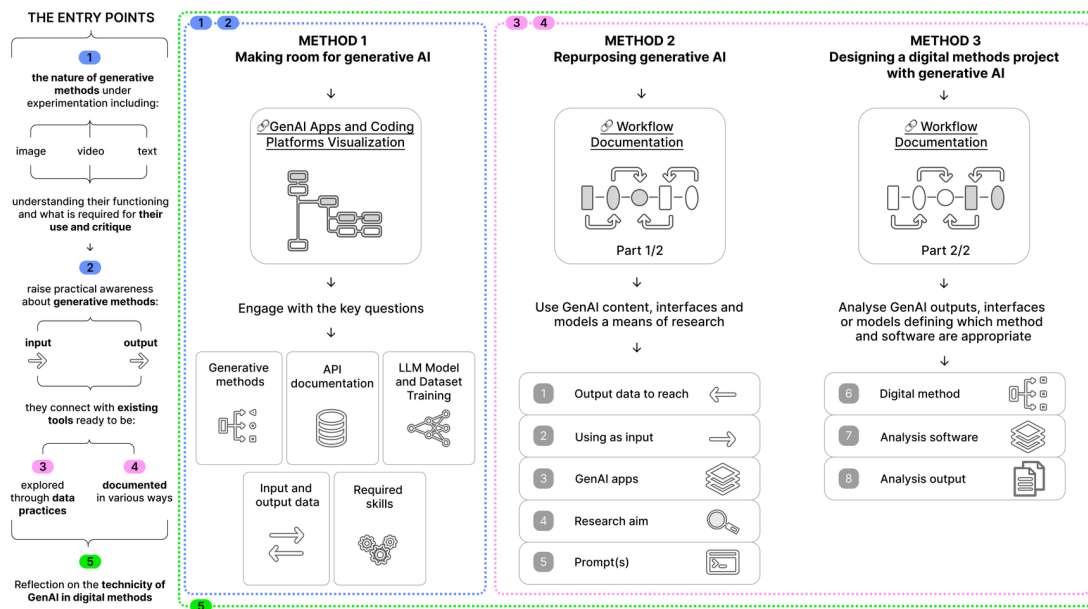 THE ENTRY POINTS
1
the nature of generative
methods under
experimentation including:
image
video
text
understanding their functioning
and what is required for their
use and critique
2
raise practical awareness
about generative methods:
input
output
they connect with existing
tools ready to be:
3
explored
through data
practices
4
documented
in various ways
5
Reflection on the technicity of
GenAI in digital methods
1
2
METHOD 1
Making room for generative AI
GenAI Apps and Coding
Platforms Visualization
Engage with the key questions
Generative
methods
API
documentation
LLM Model
and Dataset
Training
Input and
output data
Required
skills
3
4
METHOD 2
Repurposing generative AI
Workflow
Documentation
Part 1/2
Use GenAI content, interfaces and
models a means of research
1 Output data to reach
2 Using as input
3 GenAI apps
4 Research aim
5 Prompt(s)
METHOD 3
Designing a digital methods project
with generative AI
Workflow
Documentation
Part 2/2
Analyse GenAI outputs, interfaces
or models defining which method
and software are appropriate
6 Digital method
7 Analysis software
8 Analysis output
5